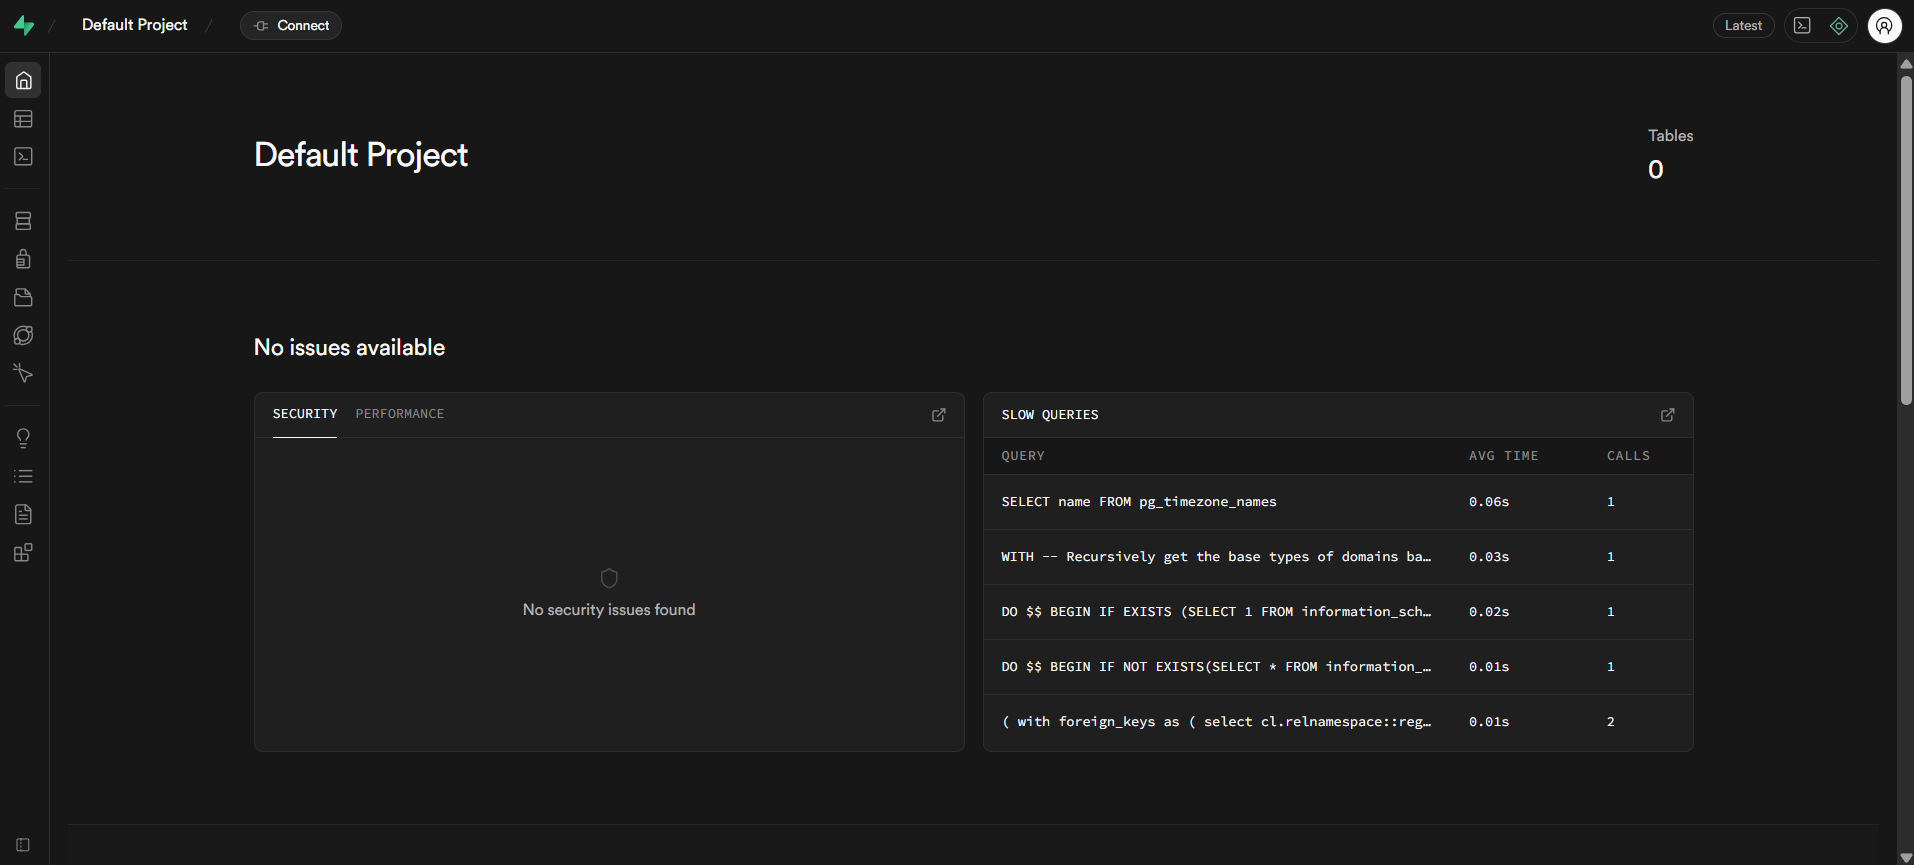 Default Project
Connect
Latest
Default Project
Tables
0
No issues available
SECURITY PERFORMANCE
No security issues found
SLOW QUERIES
QUERY AVG TIME CALLS
SELECT name FROM pg_timezone_names 0.06s 1
WITH -- Recursively get the base types of domains ba… 0.03s 1
DO $$ BEGIN IF EXISTS (SELECT 1 FROM information_sch… 0.02s 1
DO $$ BEGIN IF NOT EXISTS(SELECT * FROM information_… 0.01s 1
( with foreign_keys as ( select cl.relnamespace::reg… 0.01s 2